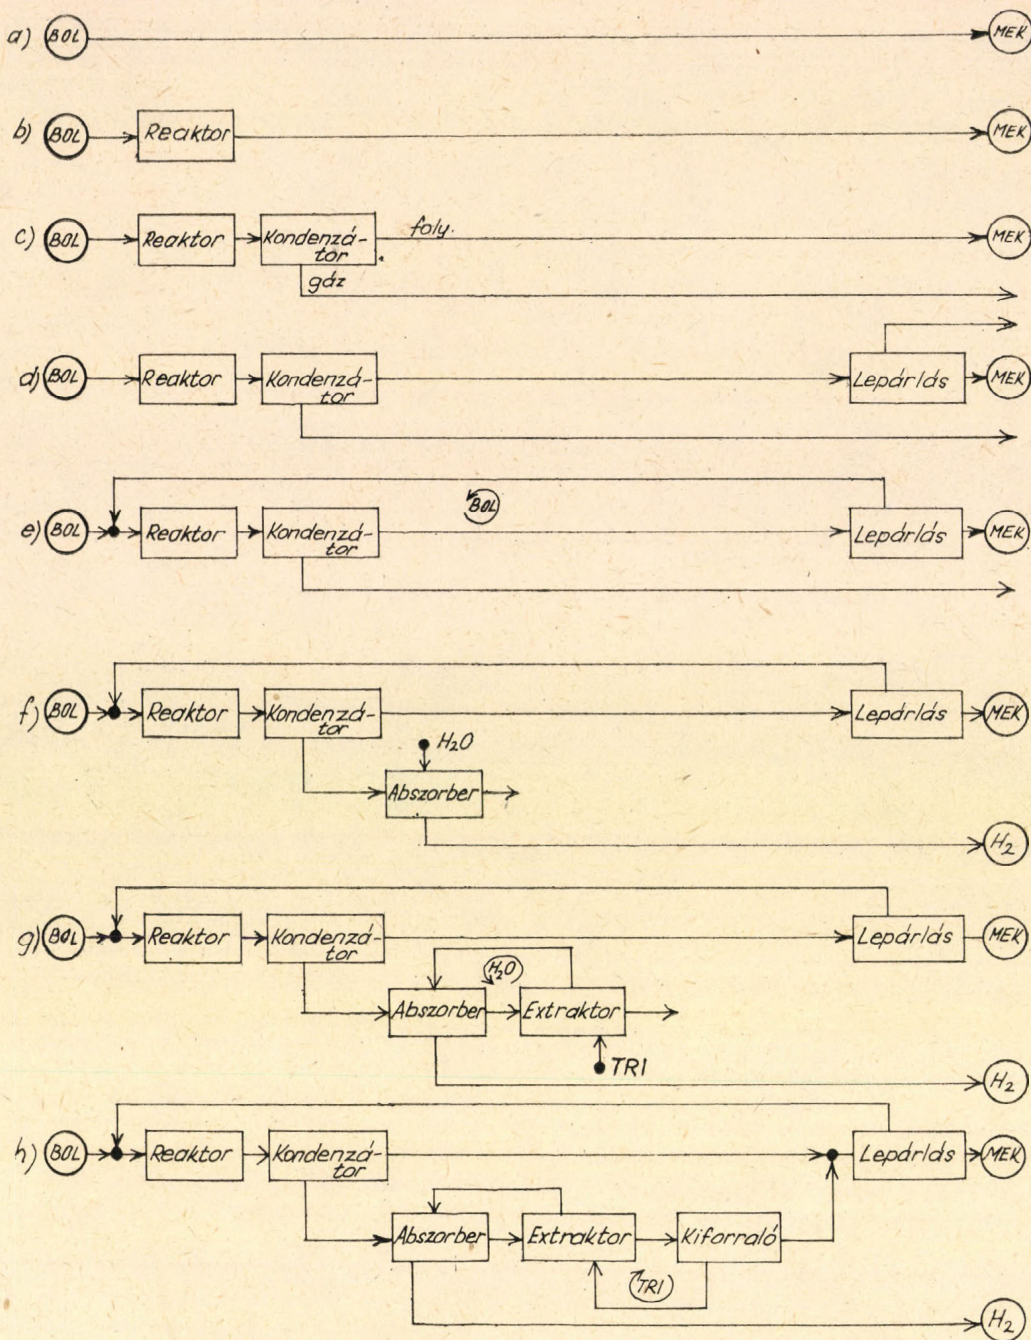 a) BOL MEK
b) BOL Reaktor MEK
c) BOL Reaktor Kondenzá-
tor foly. MEK
gáz
d) BOL Reaktor Kondenzá-
tor Lepárlás MEK
BOL
e) BOL Reaktor Kondenzá-
tor Lepárlás MEK
f) BOL Reaktor Kondenzá-
tor Lepárlás MEK
H₂O
Abszorber
H₂
g) BOL Reaktor Kondenzá-
tor Lepárlás MEK
H₂O
Abszorber Extraktor
TRI
H₂
h) BOL Reaktor Kondenzá-
tor Lepárlás MEK
Abszorber Extraktor Kiforraló
TRI
H₂